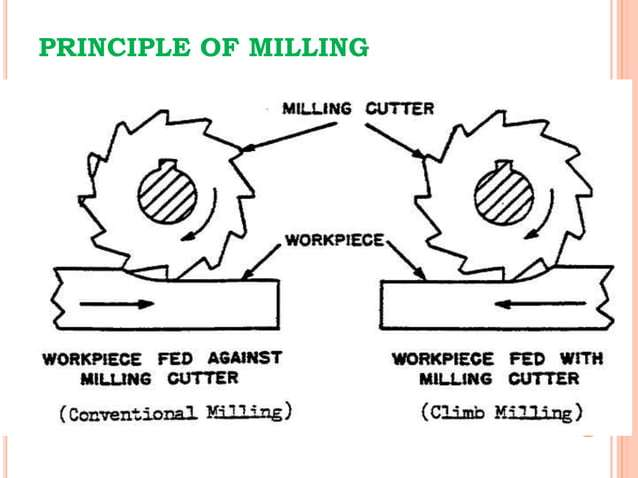 PRINCIPLE OF MILLING
MILLING CUTTER
WORKPIECE
WORKPIECE FED AGAINST
MILLING CUTTER
(Conventional Milling)
WORKPIECE FED WITH
MILLING CUTTER
(Climb Milling)